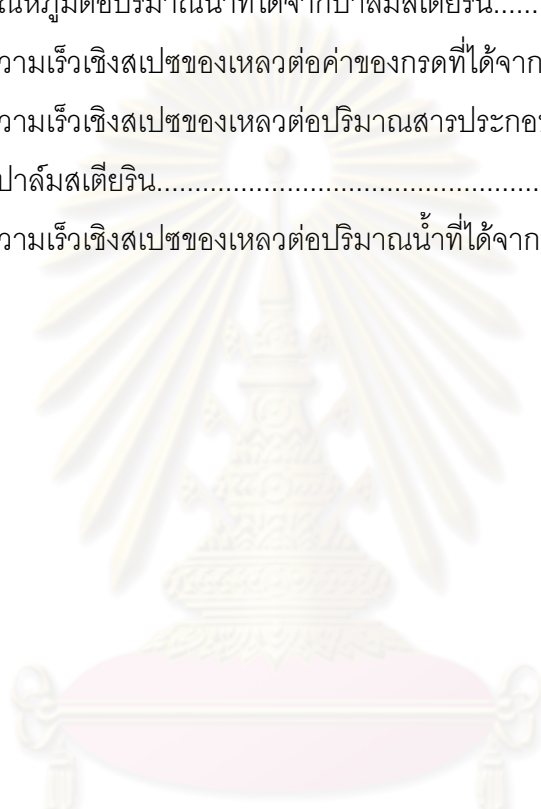 ณหภูมิต่อปริมาณน้ำที่ได้จากปาล์มสเตียริน......
วามเร็วเชิงสเปซของเหลวต่อค่าของกรดที่ได้จาก
วามเร็วเชิงสเปซของเหลวต่อปริมาณสารประกอ
ปาล์มสเตียริน..........................................
วามเร็วเชิงสเปซของเหลวต่อปริมาณน้ำที่ได้จาก